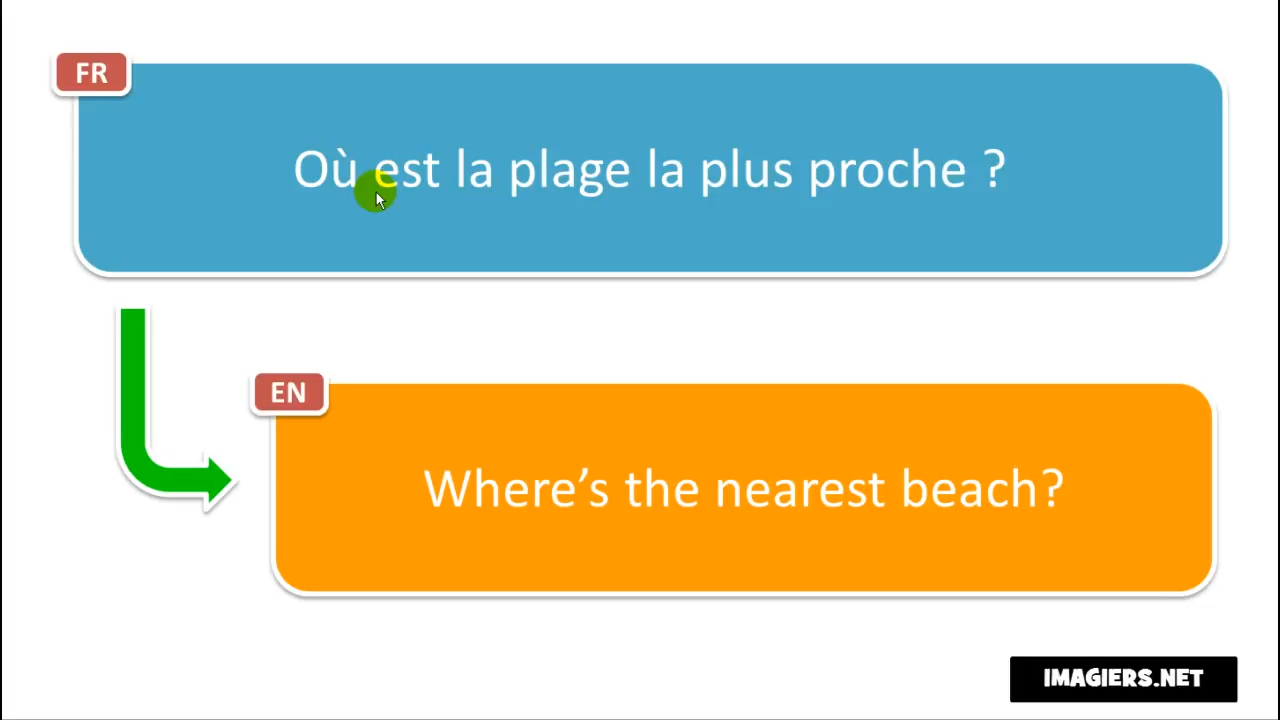 FR
Où est la plage la plus proche ?
EN
Where’s the nearest beach?
IMAGIERS.NET